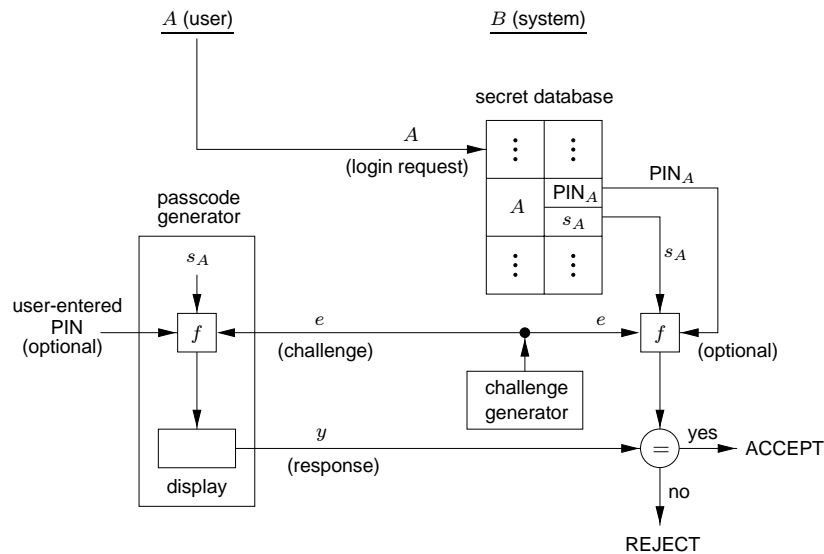 A (user)
B (system)
secret database
A
(login request)
PIN_A
A
PIN_A
s_A
passcode
generator
s_A
s_A
user-entered
PIN
(optional)
f
e
(challenge)
e
f
(optional)
challenge
generator
y
(response)
=
yes
ACCEPT
display
no
REJECT